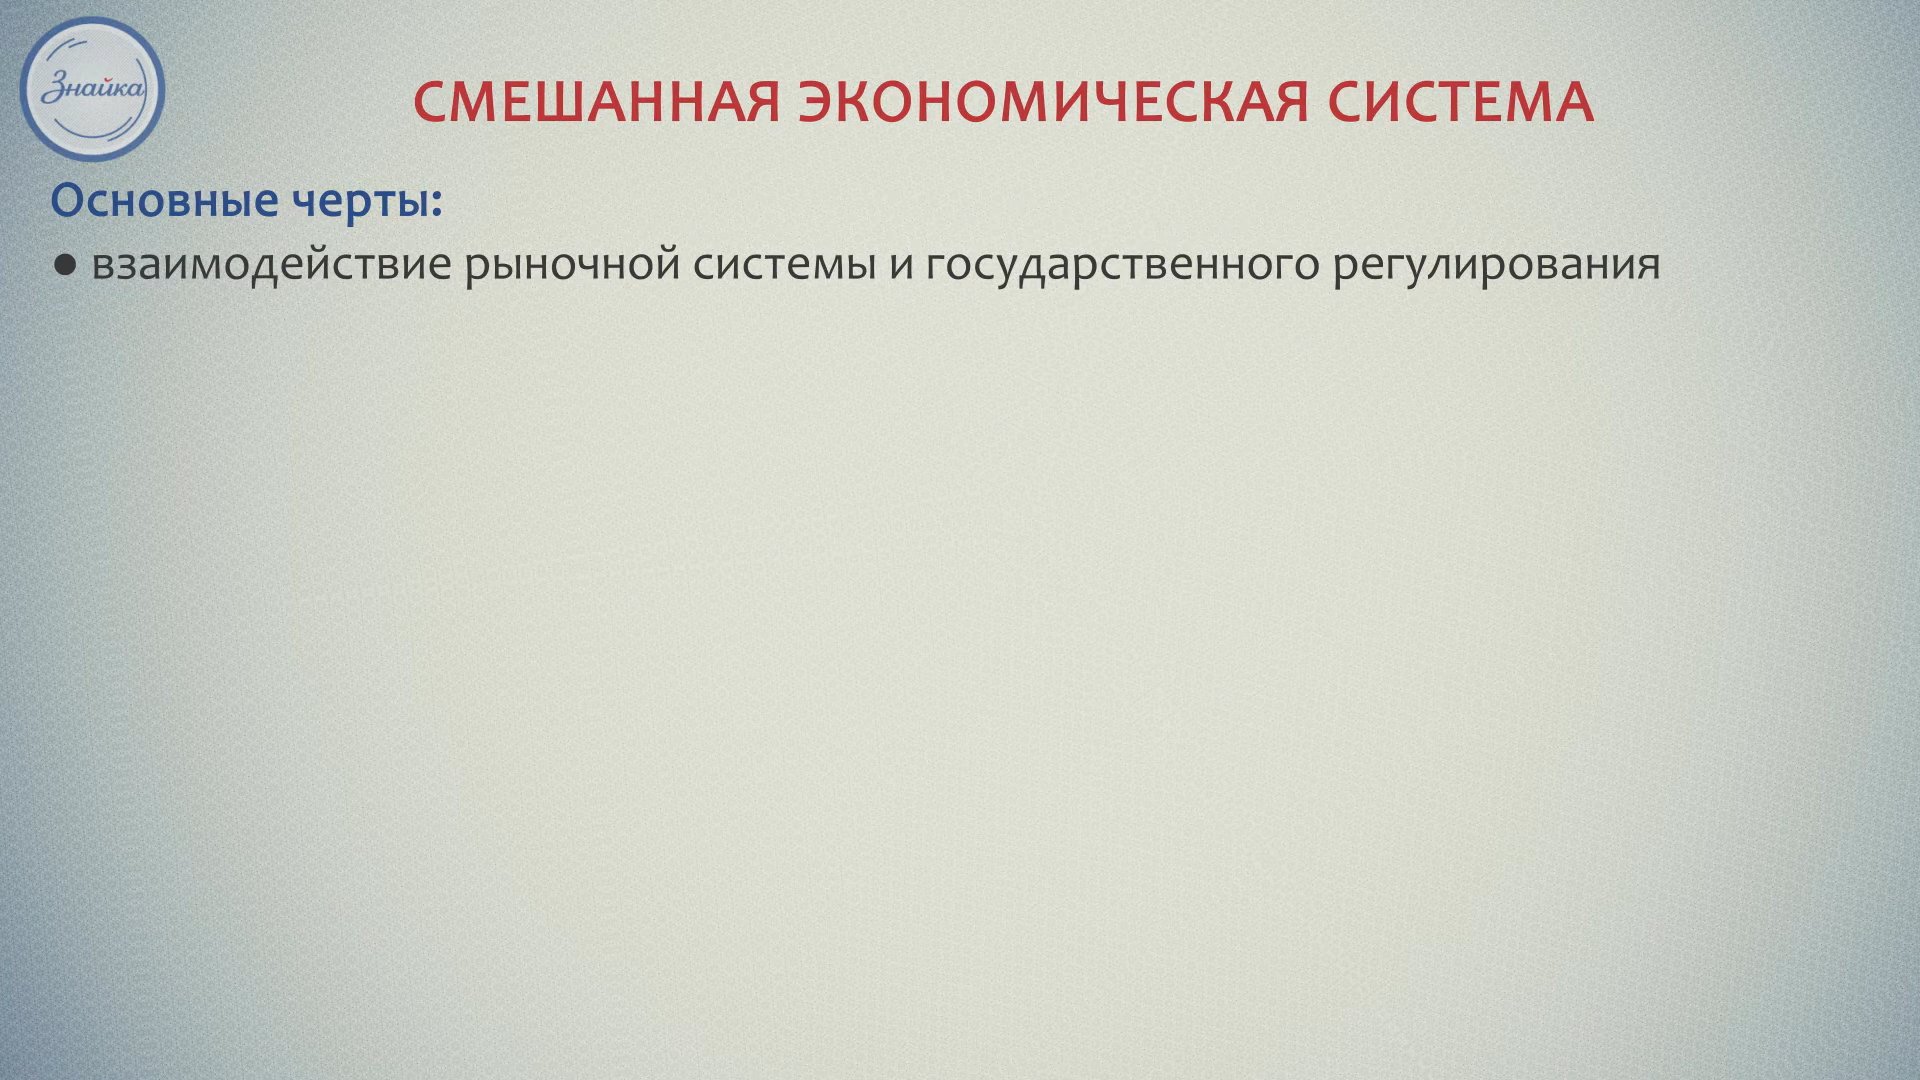 Знайка
СМЕШАННАЯ ЭКОНОМИЧЕСКАЯ СИСТЕМА
Основные черты:
● взаимодействие рыночной системы и государственного регулирования